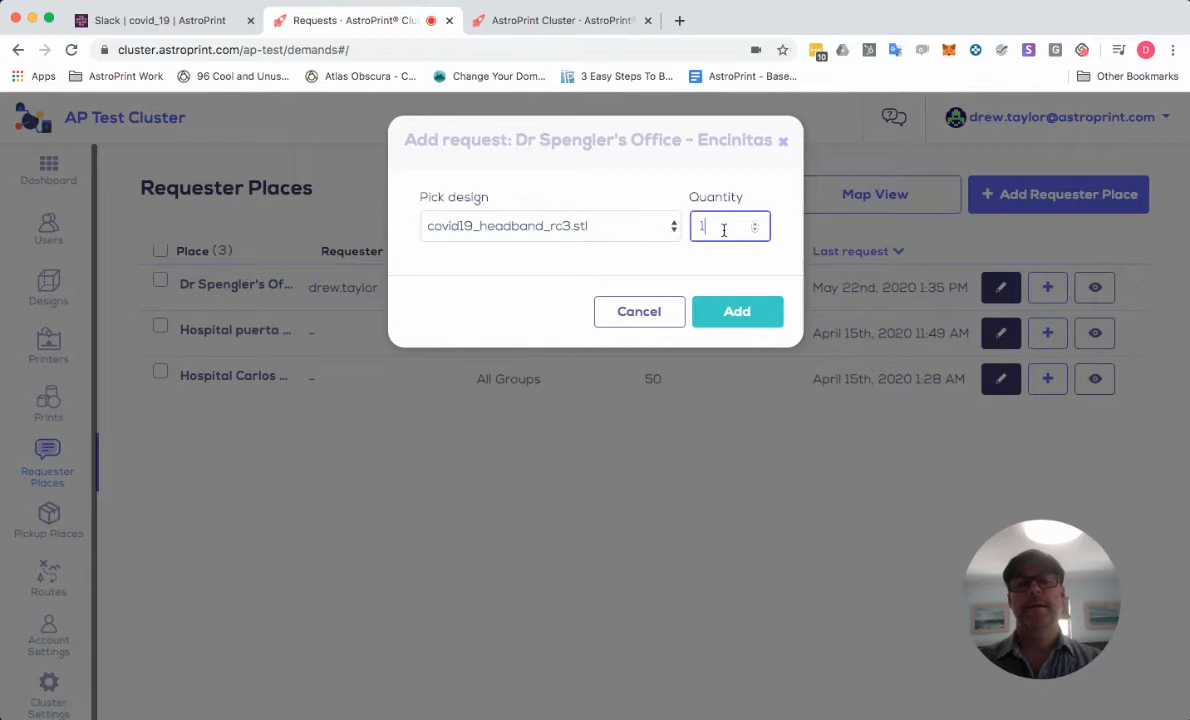 Slack | covid_19 | AstroPrint
Requests - AstroPrint® Clu
AstroPrint Cluster - AstroPrint®
cluster.astroprint.com/ap-test/demands#/
10
S
G
D
Apps
AstroPrint Work
96 Cool and Unus...
Atlas Obscura - C...
Change Your Dom...
3 Easy Steps To B...
AstroPrint - Base...
Other Bookmarks
AP Test Cluster
drew.taylor@astroprint.com
Dashboard
Users
Designs
Printers
Prints
Requester Places
Pickup Places
Routes
Account Settings
Cluster Settings
Requester Places
Map View
+ Add Requester Place
Place (3) Requester Last request
Dr Spengler's Of... drew.taylor May 22nd, 2020 1:35 PM
Hospital puerta ... - April 15th, 2020 11:49 AM
Hospital Carlos ... - All Groups 50 April 15th, 2020 1:28 AM
Add request: Dr Spengler's Office - Encinitas
Pick design Quantity
covid19_headband_rc3.stl 1
Cancel Add